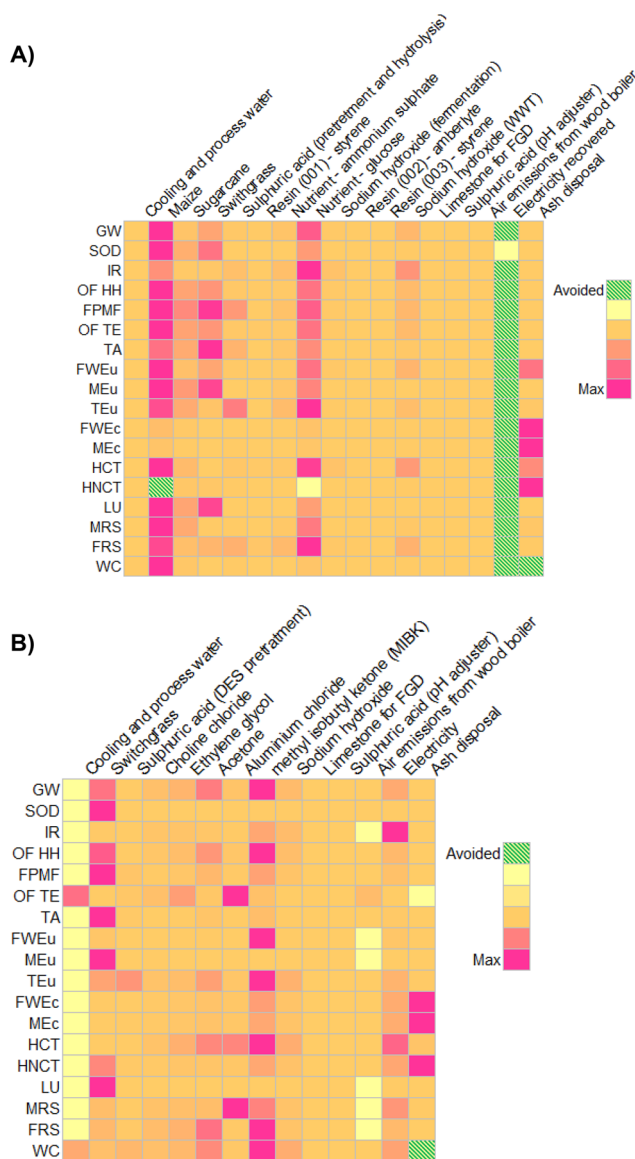 A)
Cooling and process water
Maize
Sugarcane
Swithgrass
Sulphuric acid (pretreatment and hydrolysis)
Resin (001) - styrene
Nutrient - ammonium sulphate
Nutrient - glucose
Sodium hydroxide (fermentation)
Resin (002) - amberlyte
Resin (003) - styrene
Sodium hydroxide (WWT)
Limestone for FGD
Sulphuric acid (pH adjuster)
Air emissions from wood boiler
Electricity recovered
Ash disposal
GW
SOD
IR
OF HH
FPMF
OF TE
TA
FWEu
MEu
TEu
FWEc
MEc
HCT
HNCT
LU
MRS
FRS
WC
Avoided
Max
B)
Cooling and process water
Switchgrass
Sulphuric acid (DES pretreatment)
Choline chloride
Ethylene glycol
Acetone
Aluminium chloride
methyl isobutyl ketone (MIBK)
Sodium hydroxide
Limestone for FGD
Sulphuric acid (pH adjuster)
Air emissions from wood boiler
Electricity
Ash disposal
GW
SOD
IR
OF HH
FPMF
OF TE
TA
FWEu
MEu
TEu
FWEc
MEc
HCT
HNCT
LU
MRS
FRS
WC
Avoided
Max